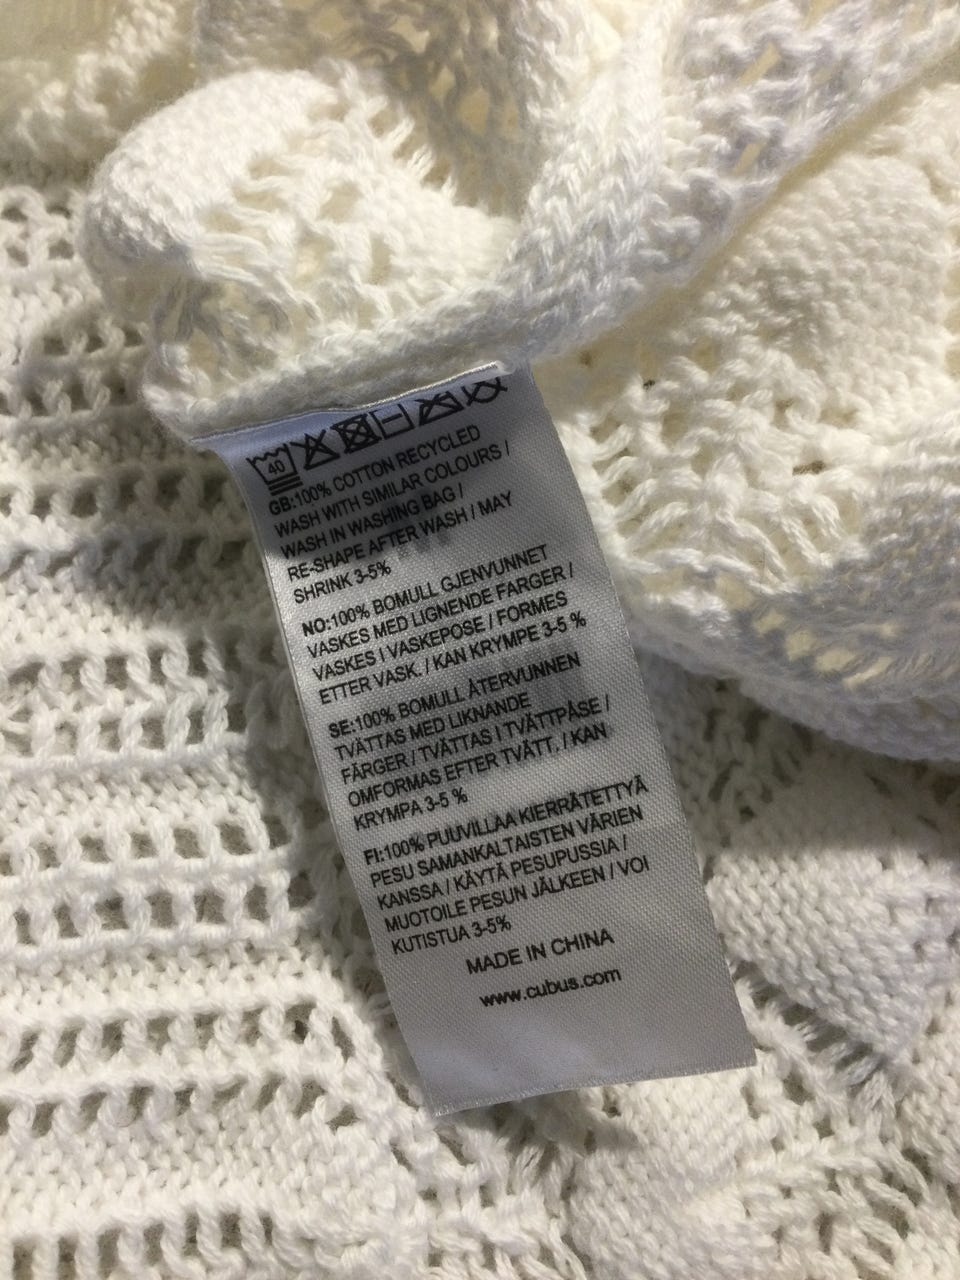 40
GB:100% COTTON RECYCLED
WASH WITH SIMILAR COLOURS /
WASH IN WASHING BAG /
RE-SHAPE AFTER WASH / MAY
SHRINK 3-5%
NO:100% BOMULL GJENVUNNET
VASKES MED LIGNENDE FARGER /
VASKES I VASKEPOSE / FORMES
ETTER VASK. / KAN KRYMPE 3-5 %
SE:100% BOMULL ÅTERVUNNEN
TVÄTTAS MED LIKNANDE
FÄRGER / TVÄTTAS I TVÄTTPÅSE /
OMFORMAS EFTER TVÄTT. / KAN
KRYMPA 3-5 %
FI:100% PUUVILLAA KIERRÄTETTYÄ
PESU SAMANKALTAISTEN VÄRIEN
KANSSA / KÄYTÄ PESUPUSSIA /
MUOTOILE PESUN JÄLKEEN / VOI
KUTISTUA 3-5%
MADE IN CHINA
www.cubus.com